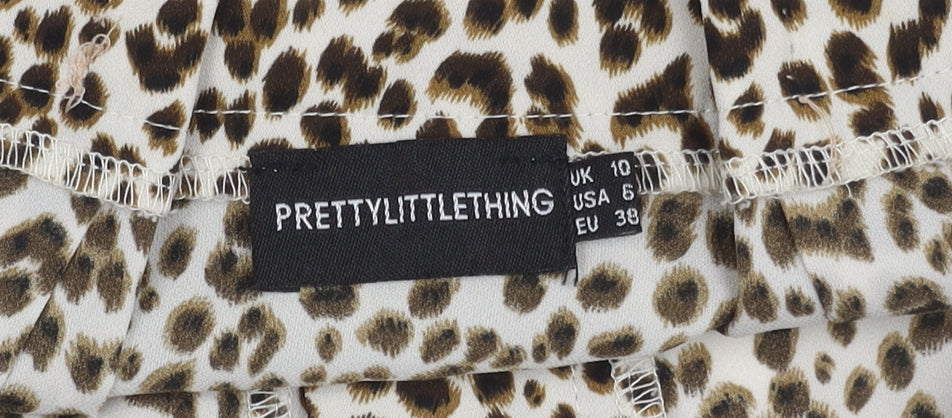 PRETTYLITTLETHING
UK 10
USA 6
EU 38